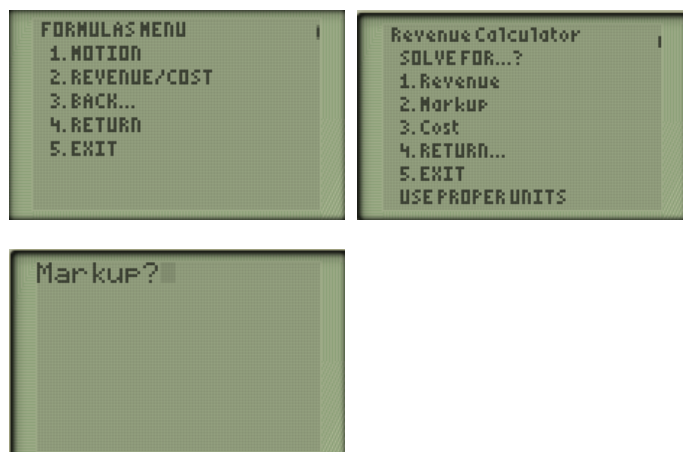 FORMULAS MENU
1.MOTION
2.REVENUE/COST
3.BACK...
4.RETURN
5.EXIT
Revenue Calculator
SOLVE FOR...?
1.Revenue
2.Markup
3.Cost
4.RETURN...
5.EXIT
USE PROPER UNITS
Markup?